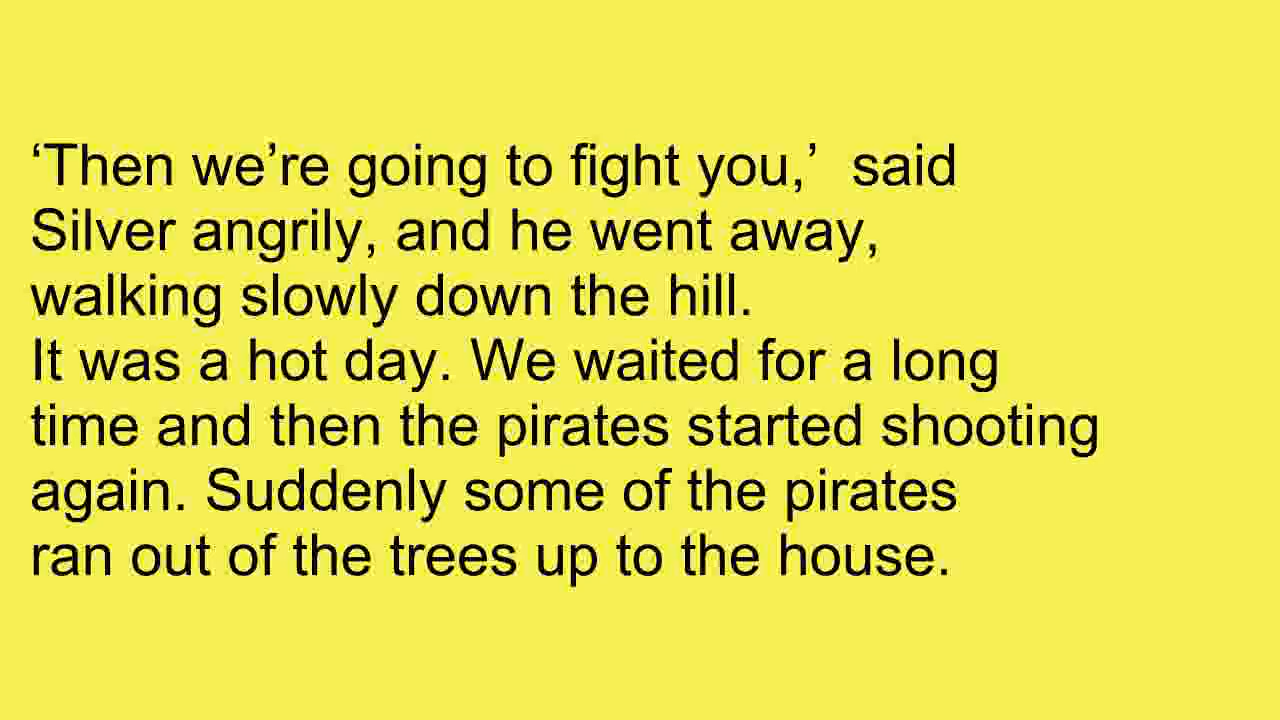 ‘Then we’re going to fight you,’  said
Silver angrily, and he went away,
walking slowly down the hill.
It was a hot day. We waited for a long
time and then the pirates started shooting
again. Suddenly some of the pirates
ran out of the trees up to the house.